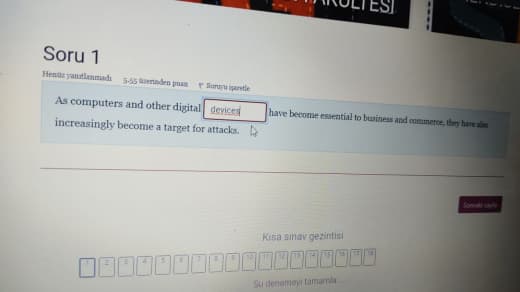 FAKÜLTESİ
Soru 1
Henüz yanıtlanmadı 5,55 üzerinden puan Soruyu işaretle
As computers and other digital devices have become essential to business and commerce, they have also
increasingly become a target for attacks.
Sonraki sayfa
Kısa sınav gezintisi
1 2 3 4 5 6 7 8 9 10 11 12 13 14 15 16 17 18
Şu denemeyi tamamla